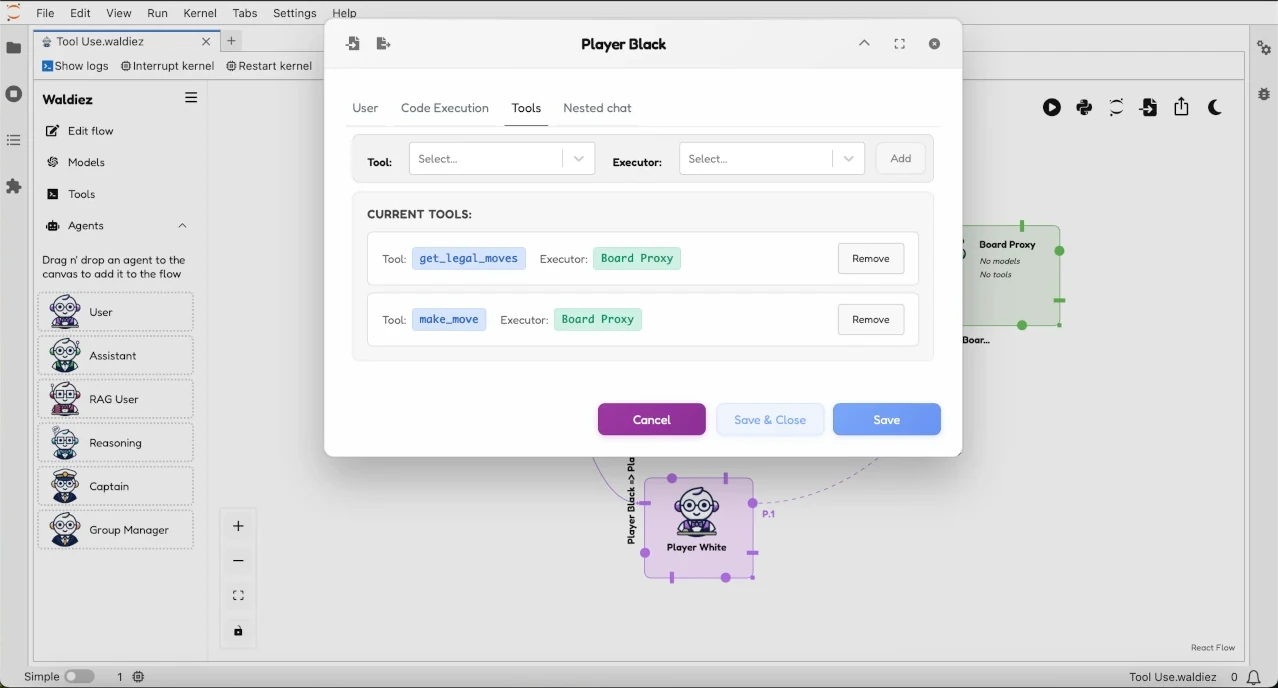 File Edit View Run Kernel Tabs Settings Help
Tool Use.waldiez
Show logs Interrupt kernel Restart kernel
Waldiez
Edit flow
Models
Tools
Agents
Drag n' drop an agent to the
canvas to add it to the flow
User
Assistant
RAG User
Reasoning
Captain
Group Manager
Player Black
User Code Execution Tools Nested chat
Tool: Select... Executor: Select... Add
CURRENT TOOLS:
Tool: get_legal_moves Executor: Board Proxy Remove
Tool: make_move Executor: Board Proxy Remove
Cancel Save & Close Save
Board Proxy
No models
No tools
Boar...
Player Black => Pla
Player White
P.1
React Flow
Simple 1 Tool Use.waldiez 0